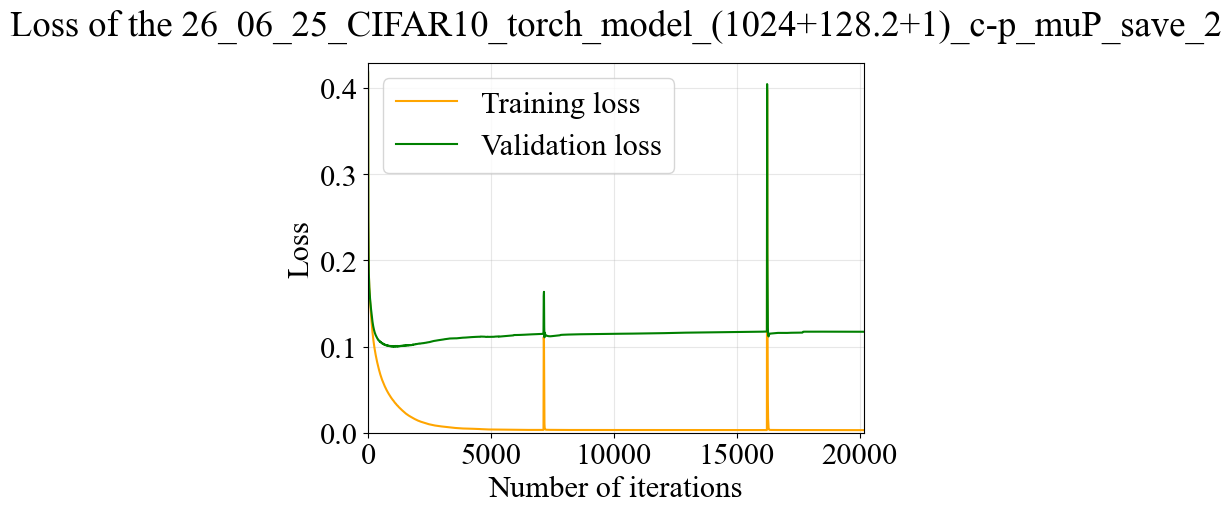 Loss of the 26_06_25_CIFAR10_torch_model_(1024+128.2+1)_c-p_muP_save_2
Training loss
Validation loss
0.4
0.3
0.2
0.1
0.0
Loss
0 5000 10000 15000 20000
Number of iterations